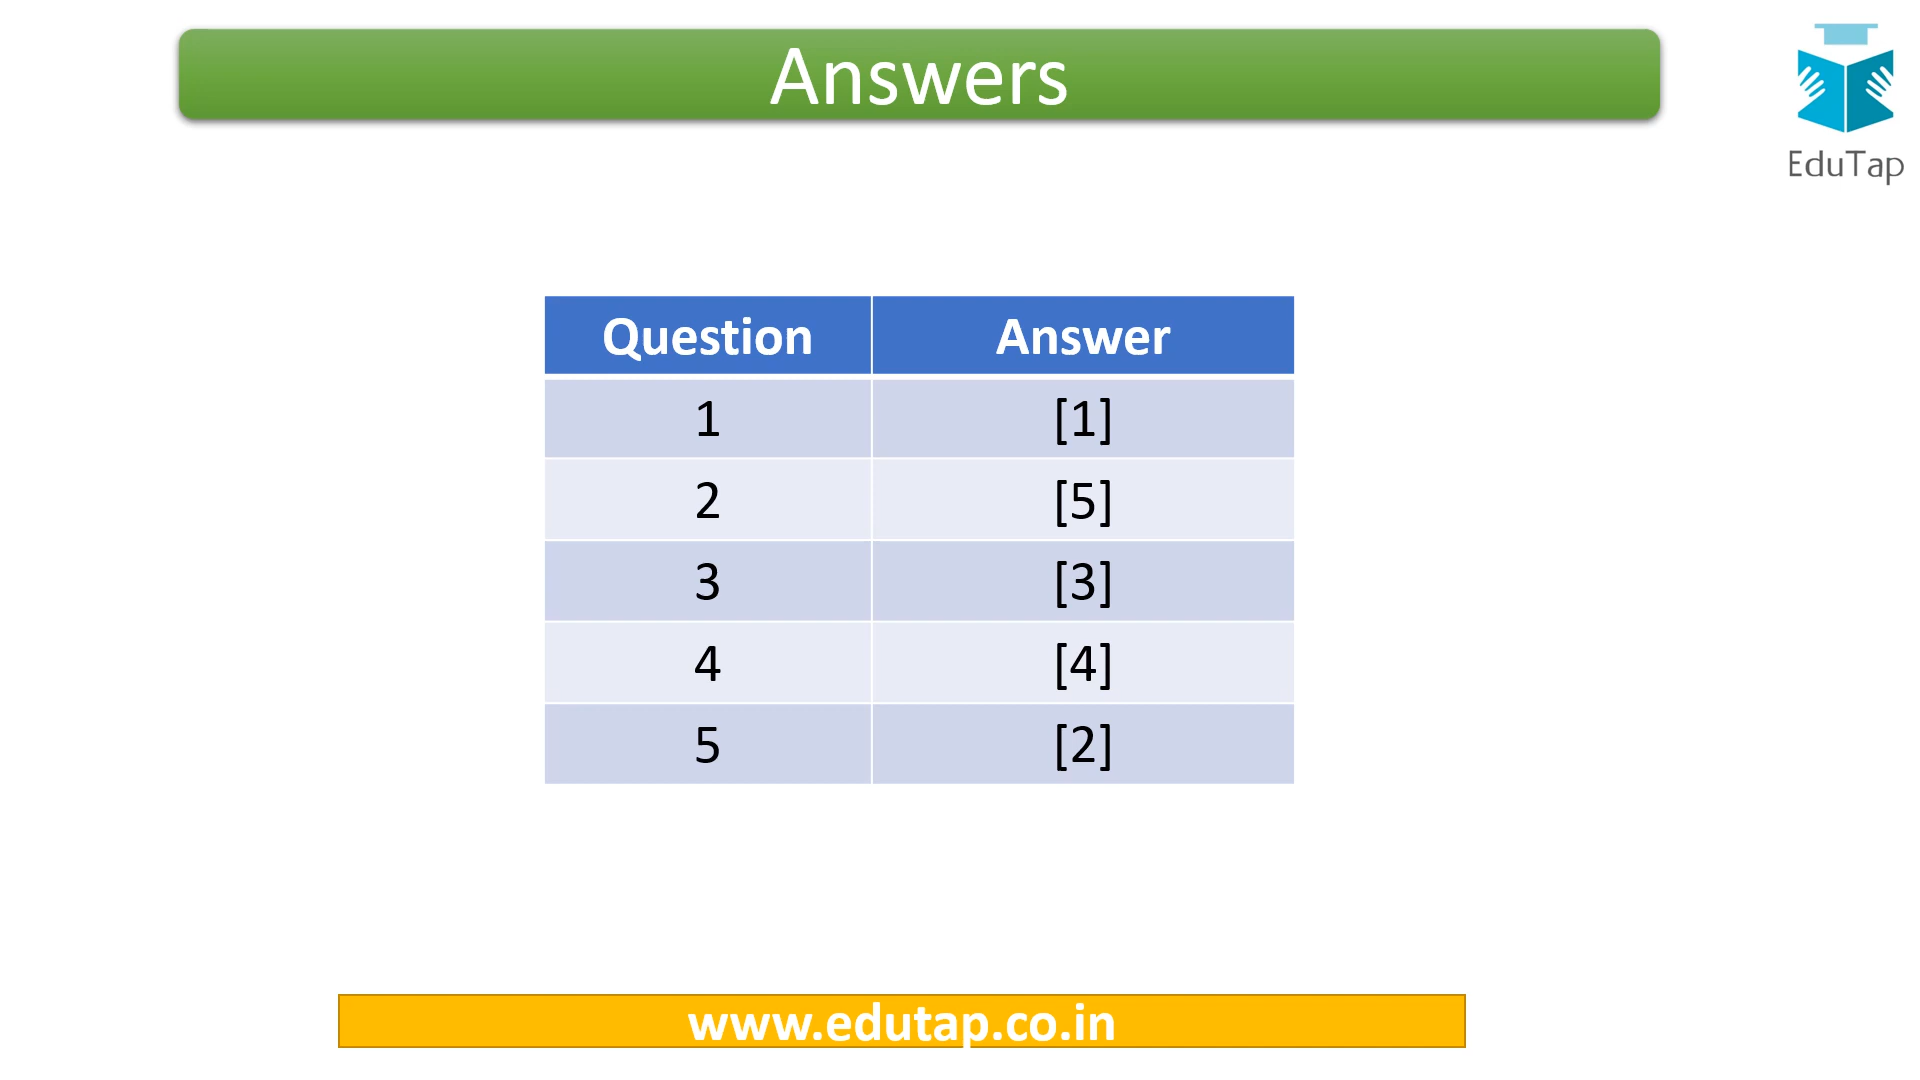 Answers
EduTap
Question Answer
1 [1]
2 [5]
3 [3]
4 [4]
5 [2]
www.edutap.co.in